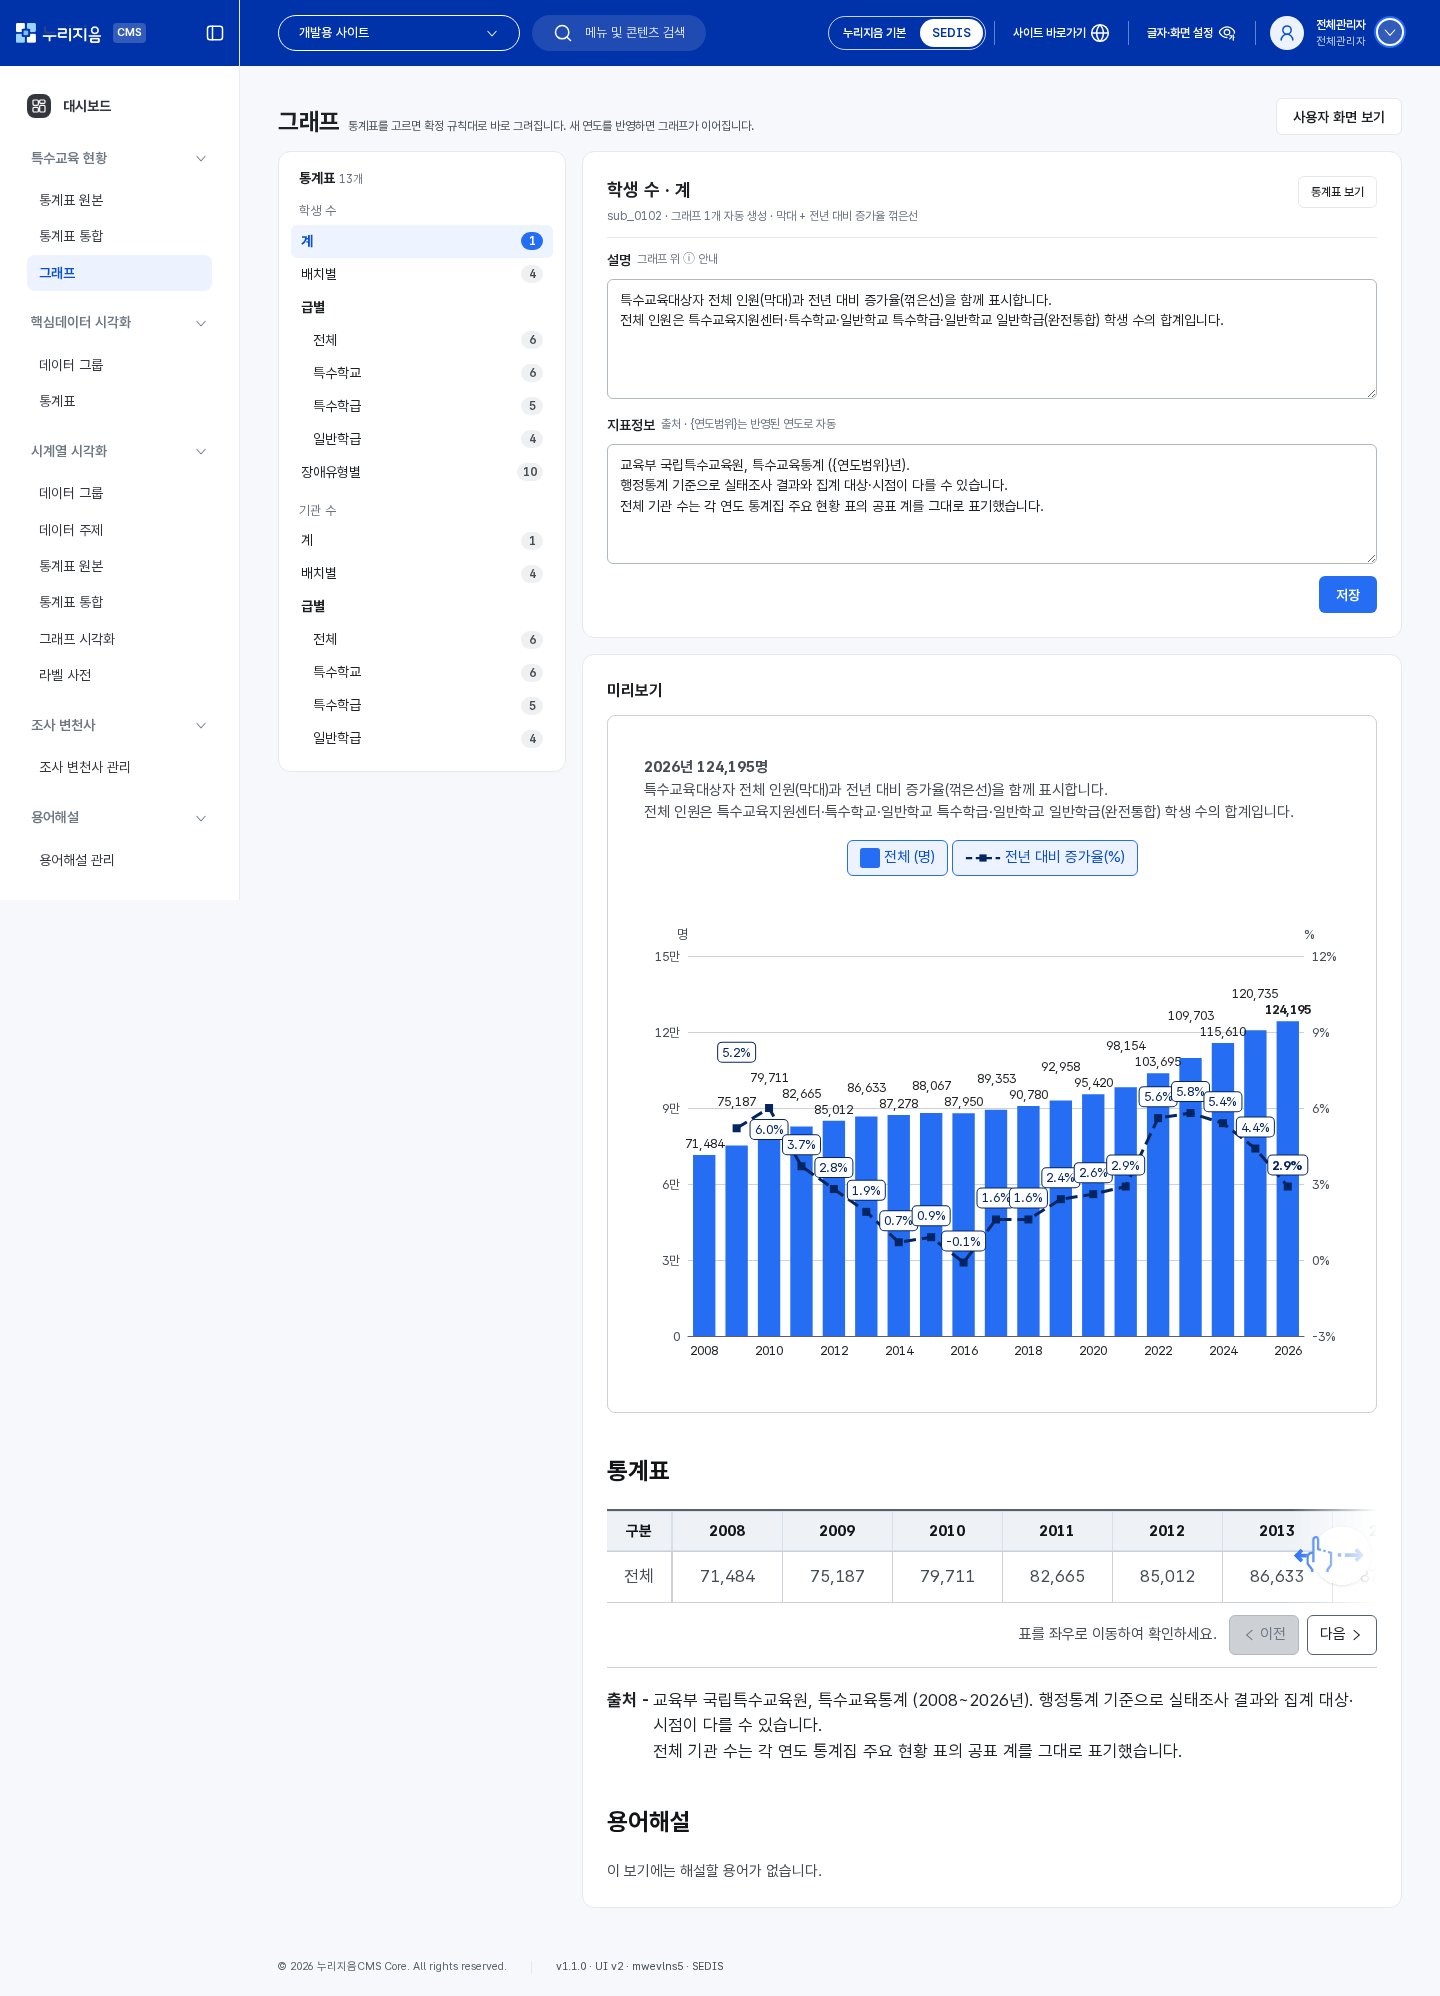 누리지음 CMS
개발용 사이트
메뉴 및 콘텐츠 검색
누리지음 기본
SEDIS
사이트 바로가기
글자·화면 설정
전체관리자
전체관리자
대시보드
특수교육 현황
통계표 원본
통계표 통합
그래프
핵심데이터 시각화
데이터 그룹
통계표
시계열 시각화
데이터 그룹
데이터 주제
통계표 원본
통계표 통합
그래프 시각화
라벨 사전
조사 변천사
조사 변천사 관리
용어해설
용어해설 관리
그래프 통계표를 고르면 확정 규칙대로 바로 그려집니다. 새 연도를 반영하면 그래프가 이어집니다.
사용자 화면 보기
통계표 13개
학생 수
계 1
배치별 4
급별
전체 6
특수학교 6
특수학급 5
일반학급 4
장애유형별 10
기관 수
계 1
배치별 4
급별
전체 6
특수학교 6
특수학급 5
일반학급 4
학생 수 · 계
통계표 보기
sub_0102 · 그래프 1개 자동 생성 · 막대 + 전년 대비 증가율 꺾은선
설명 그래프 위 ⓘ 안내
특수교육대상자 전체 인원(막대)과 전년 대비 증가율(꺾은선)을 함께 표시합니다.
전체 인원은 특수교육지원센터·특수학교·일반학교 특수학급·일반학교 일반학급(완전통합) 학생 수의 합계입니다.
지표정보 출처 · {연도범위}는 반영된 연도로 자동
교육부 국립특수교육원, 특수교육통계 ({연도범위}년).
행정통계 기준으로 실태조사 결과와 집계 대상·시점이 다를 수 있습니다.
전체 기관 수는 각 연도 통계집 주요 현황 표의 공표 계를 그대로 표기했습니다.
저장
미리보기
2026년 124,195명
특수교육대상자 전체 인원(막대)과 전년 대비 증가율(꺾은선)을 함께 표시합니다.
전체 인원은 특수교육지원센터·특수학교·일반학교 특수학급·일반학교 일반학급(완전통합) 학생 수의 합계입니다.
전체 (명)
전년 대비 증가율(%)
명
%
15만
12만
9만
6만
3만
0
12%
9%
6%
3%
0%
-3%
71,484
75,187
79,711
82,665
85,012
86,633
87,278
88,067
87,950
89,353
90,780
92,958
95,420
98,154
103,695
109,703
115,610
120,735
124,195
5.2%
6.0%
3.7%
2.8%
1.9%
0.7%
0.9%
-0.1%
1.6%
1.6%
2.4%
2.6%
2.9%
5.6%
5.8%
5.4%
4.4%
2.9%
2008 2010 2012 2014 2016 2018 2020 2022 2024 2026
통계표
구분 2008 2009 2010 2011 2012 2013
전체 71,484 75,187 79,711 82,665 85,012 86,633
표를 좌우로 이동하여 확인하세요.
이전
다음
출처 - 교육부 국립특수교육원, 특수교육통계 (2008~2026년). 행정통계 기준으로 실태조사 결과와 집계 대상·
시점이 다를 수 있습니다.
전체 기관 수는 각 연도 통계집 주요 현황 표의 공표 계를 그대로 표기했습니다.
용어해설
이 보기에는 해설할 용어가 없습니다.
© 2026 누리지음CMS Core. All rights reserved.
v1.1.0 · UI v2 · mwevlns5 · SEDIS